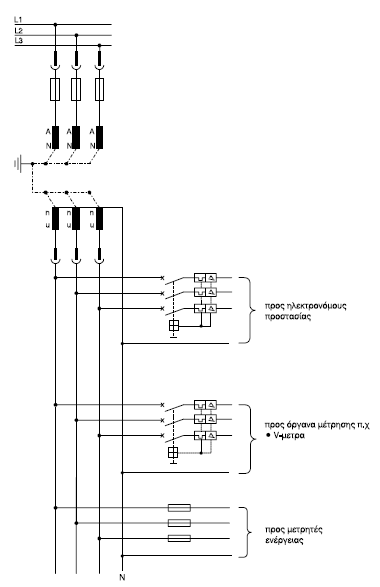 L1
L2
L3
A A A
N N N
n n n
u u u
προς ηλεκτρονόμους
προστασίας
προς όργανα μέτρησης π.χ
• V-μετρα
προς μετρητές
ενέργειας
N